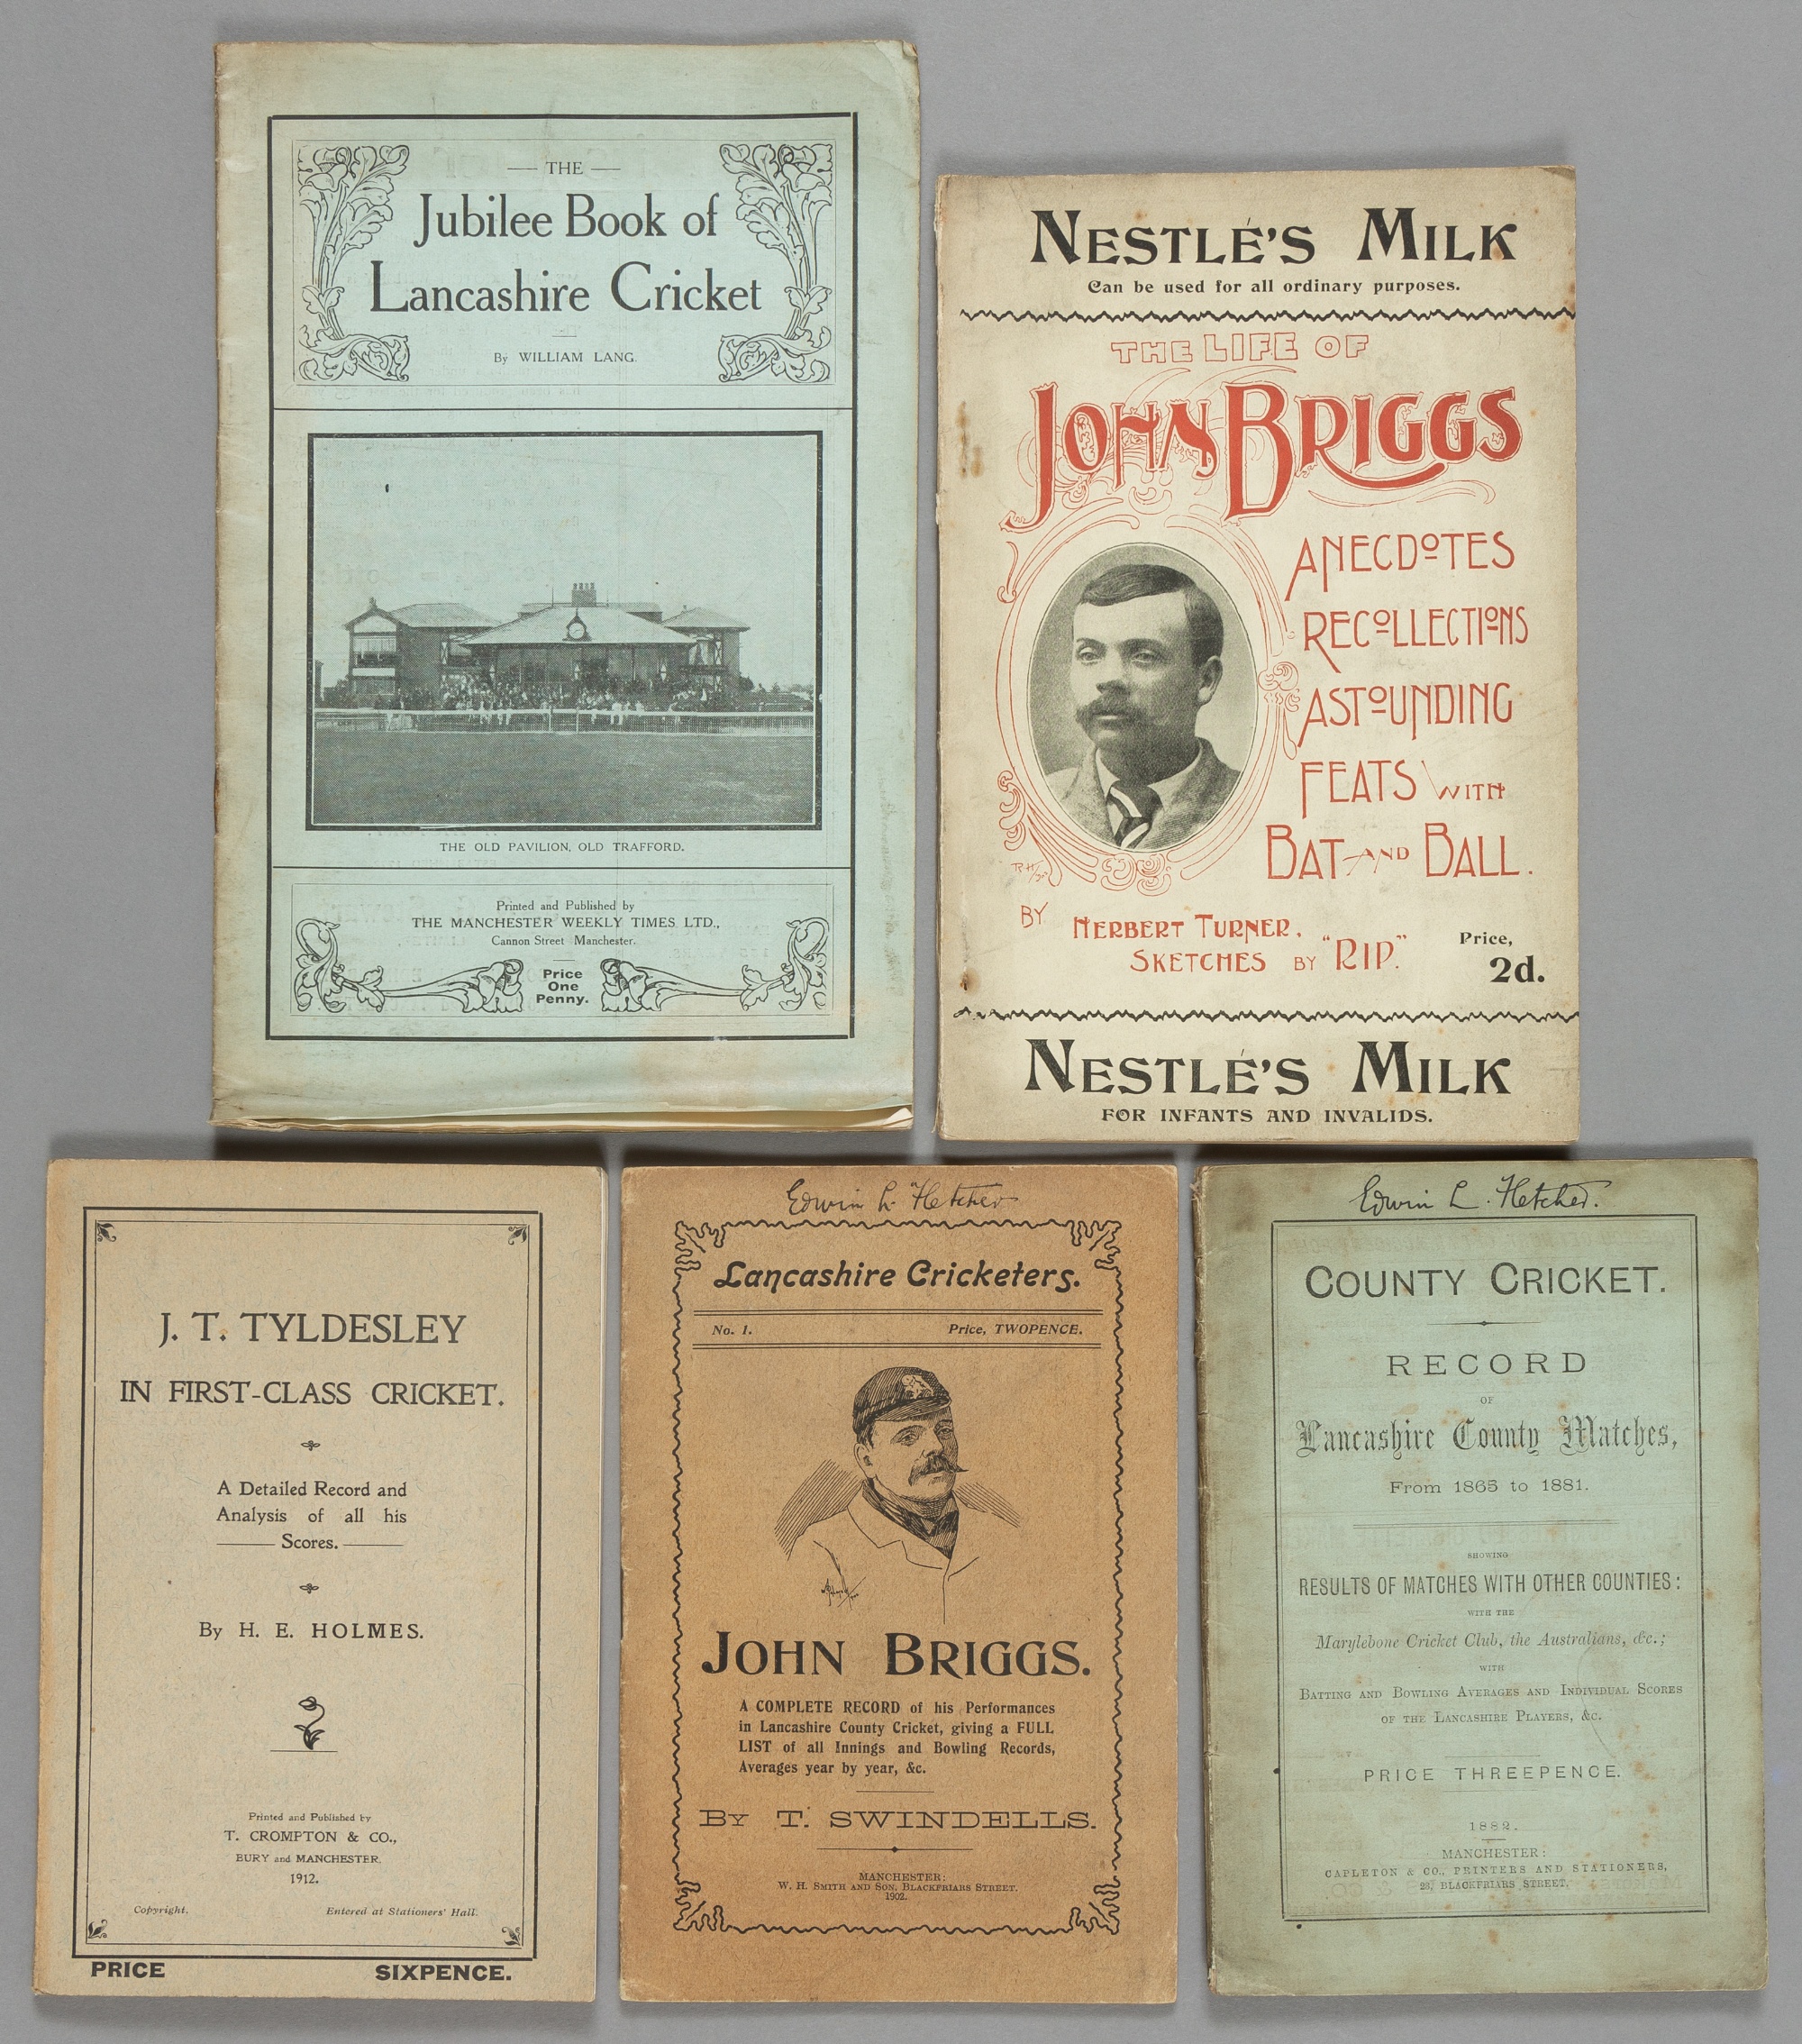 THE
Jubilee Book of
Lancashire Cricket
By WILLIAM LANG.
THE OLD PAVILION, OLD TRAFFORD.
Printed and Published by
THE MANCHESTER WEEKLY TIMES LTD.,
Cannon Street Manchester.
Price
One
Penny.
NESTLÉ'S MILK
Can be used for all ordinary purposes.
THE LIFE OF
JOHN BRIGGS
ANECDOTES
RECOLLECTIONS
ASTOUNDING
FEATS WITH
BAT AND BALL.
BY HERBERT TURNER.
SKETCHES BY "RIP."
Price,
2d.
NESTLÉ'S MILK
FOR INFANTS AND INVALIDS.
J. T. TYLDESLEY
IN FIRST-CLASS CRICKET.
A Detailed Record and
Analysis of all his
Scores.
By H. E. HOLMES.
Printed and Published by
T. CROMPTON & CO.,
BURY and MANCHESTER.
1912.
Copyright. Entered at Stationers' Hall.
PRICE SIXPENCE.
Edwin L. Fletcher
Lancashire Cricketers.
No. 1. Price, TWOPENCE.
JOHN BRIGGS.
A COMPLETE RECORD of his Performances
in Lancashire County Cricket, giving a FULL
LIST of all Innings and Bowling Records,
Averages year by year, &c.
BY T. SWINDELLS.
MANCHESTER:
W. H. SMITH AND SON, BLACKFRIARS STREET.
1902.
Edwin L. Fletcher.
COUNTY CRICKET.
RECORD
OF
Lancashire County Matches,
From 1865 to 1881.
SHOWING
RESULTS OF MATCHES WITH OTHER COUNTIES:
WITH THE
Marylebone Cricket Club, the Australians, &c.;
WITH
BATTING AND BOWLING AVERAGES AND INDIVIDUAL SCORES
OF THE LANCASHIRE PLAYERS, &C.
PRICE THREEPENCE.
1882.
MANCHESTER:
CAPLETON & CO., PRINTERS AND STATIONERS,
23, BLACKFRIARS STREET.